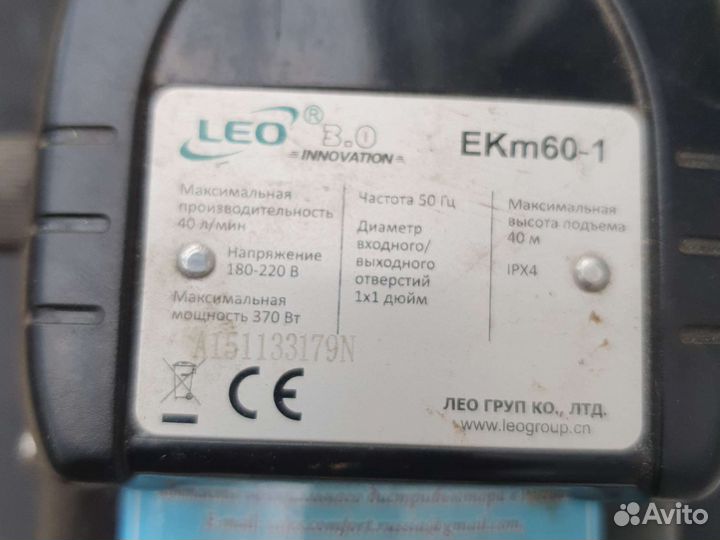 LEO ® 3.0
INNOVATION
EKm60-1
Максимальная
производительность
40 л/мин
Напряжение
180-220 В
Максимальная
мощность 370 Вт
Частота 50 Гц
Диаметр
входного/
выходного
отверстий
1x1 дюйм
Максимальная
высота подъема
40 м
IPX4
A151133179N
CE
ЛЕО ГРУП КО., ЛТД.
www.leogroup.cn
дистрибьютора в
E-mail:
Avito